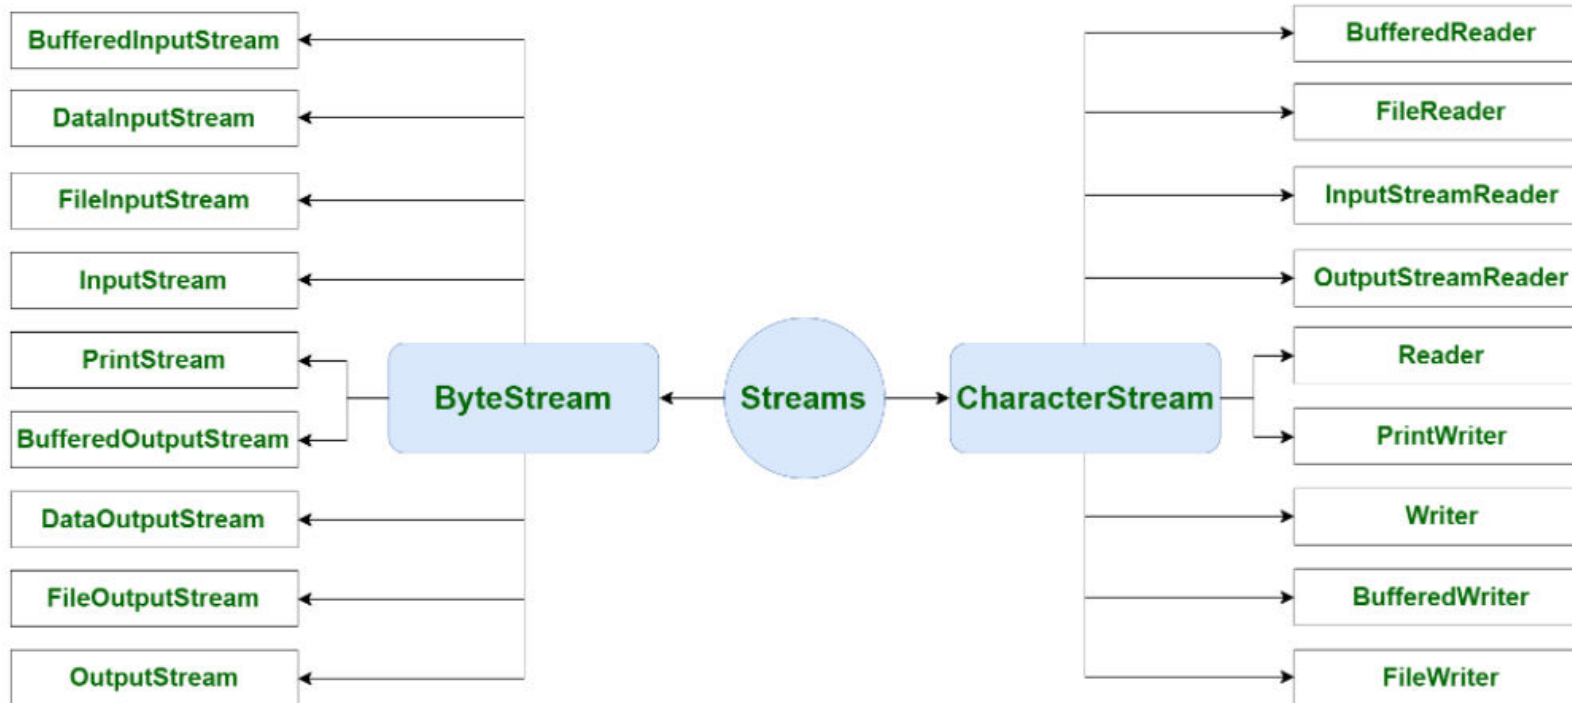 BufferedInputStream
DataInputStream
FileInputStream
InputStream
PrintStream
BufferedOutputStream
DataOutputStream
FileOutputStream
OutputStream
ByteStream
Streams
CharacterStream
BufferedReader
FileReader
InputStreamReader
OutputStreamReader
Reader
PrintWriter
Writer
BufferedWriter
FileWriter